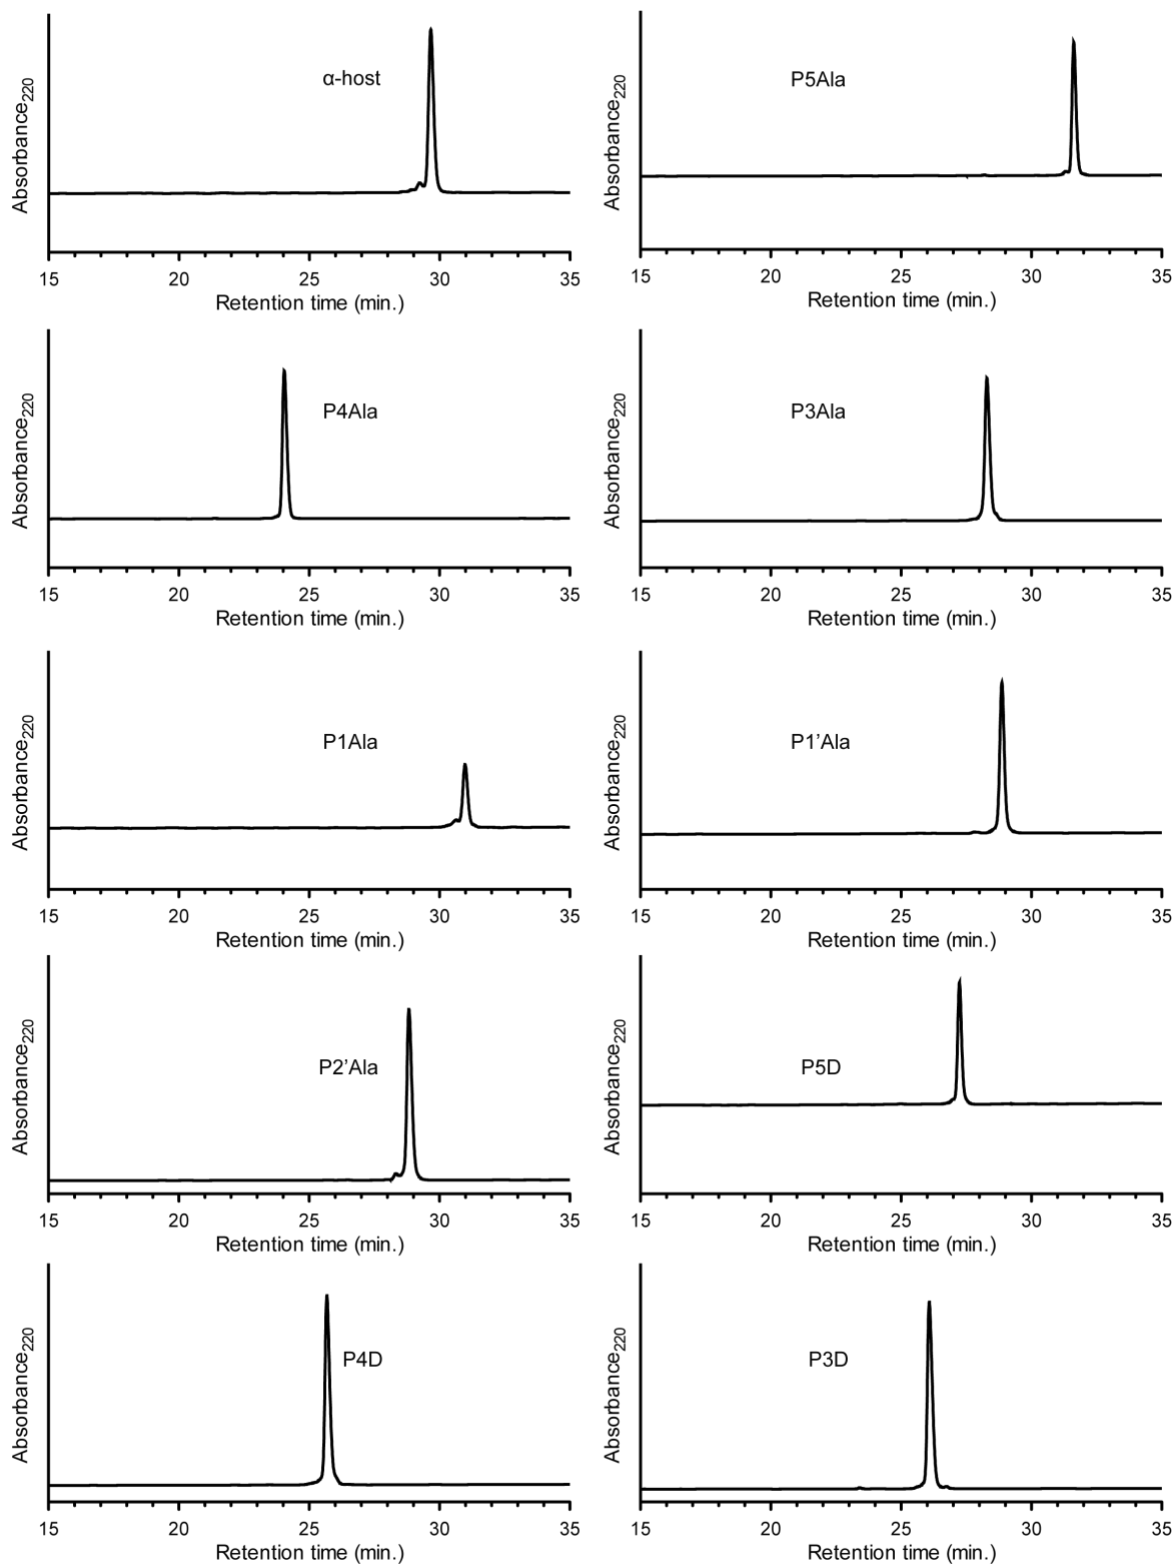 Absorbance220
α-host
15 20 25 30 35
Retention time (min.)
Absorbance220
P5Ala
15 20 25 30 35
Retention time (min.)
Absorbance220
P4Ala
15 20 25 30 35
Retention time (min.)
Absorbance220
P3Ala
15 20 25 30 35
Retention time (min.)
Absorbance220
P1Ala
15 20 25 30 35
Retention time (min.)
Absorbance220
P1’Ala
15 20 25 30 35
Retention time (min.)
Absorbance220
P2’Ala
15 20 25 30 35
Retention time (min.)
Absorbance220
P5D
15 20 25 30 35
Retention time (min.)
Absorbance220
P4D
15 20 25 30 35
Retention time (min.)
Absorbance220
P3D
15 20 25 30 35
Retention time (min.)